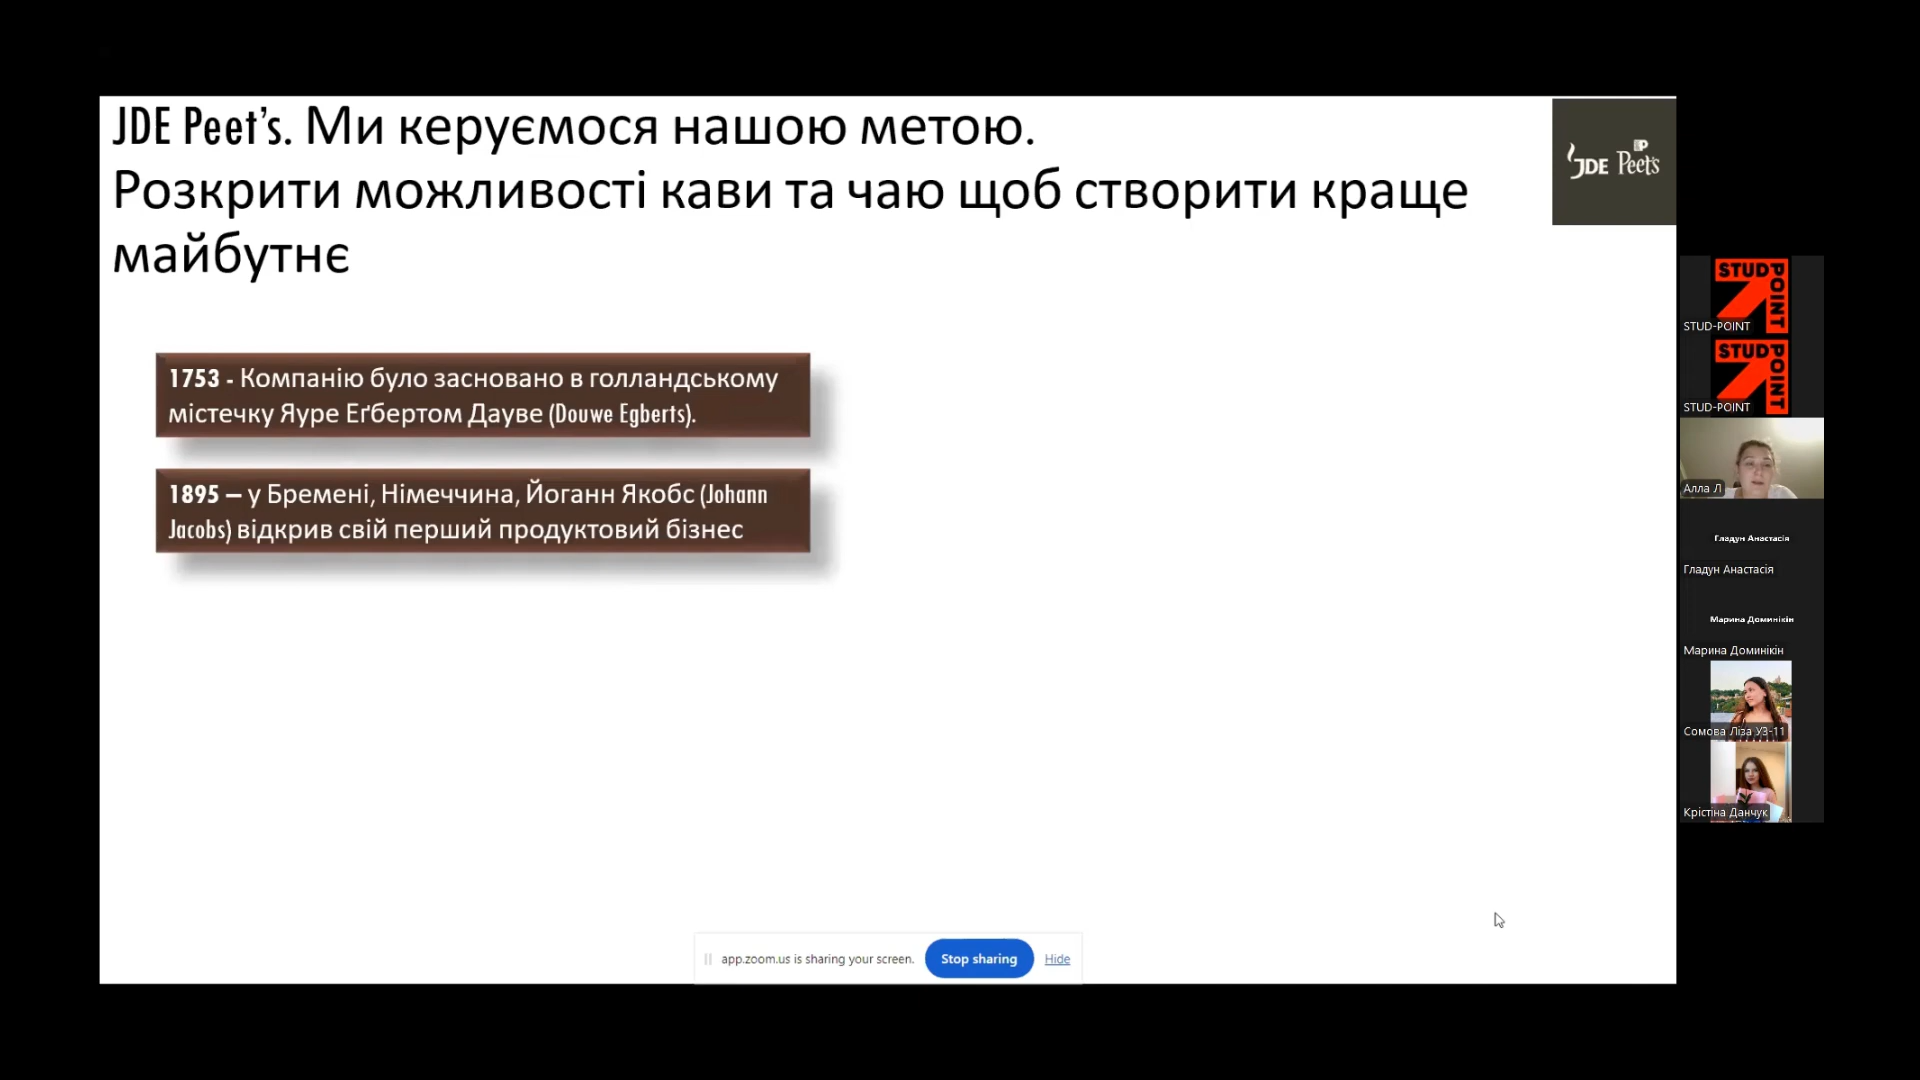 JDE Peet’s. Ми керуємося нашою метою.
Розкрити можливості кави та чаю щоб створити краще
майбутнє
JDE Peet's
1753 - Компанію було засновано в голландському
містечку Яуре Еґбертом Дауве (Douwe Egberts).
1895 – у Бремені, Німеччина, Йоганн Якобс (Johann
Jacobs) відкрив свій перший продуктовий бізнес
app.zoom.us is sharing your screen. Stop sharing Hide
STUD POINT
STUD-POINT
STUD POINT
STUD-POINT
Алла Л
Гладун Анастасія
Гладун Анастасія
Марина Доминікін
Марина Доминікін
Сомова Ліза УЗ-11
Крістіна Данчук